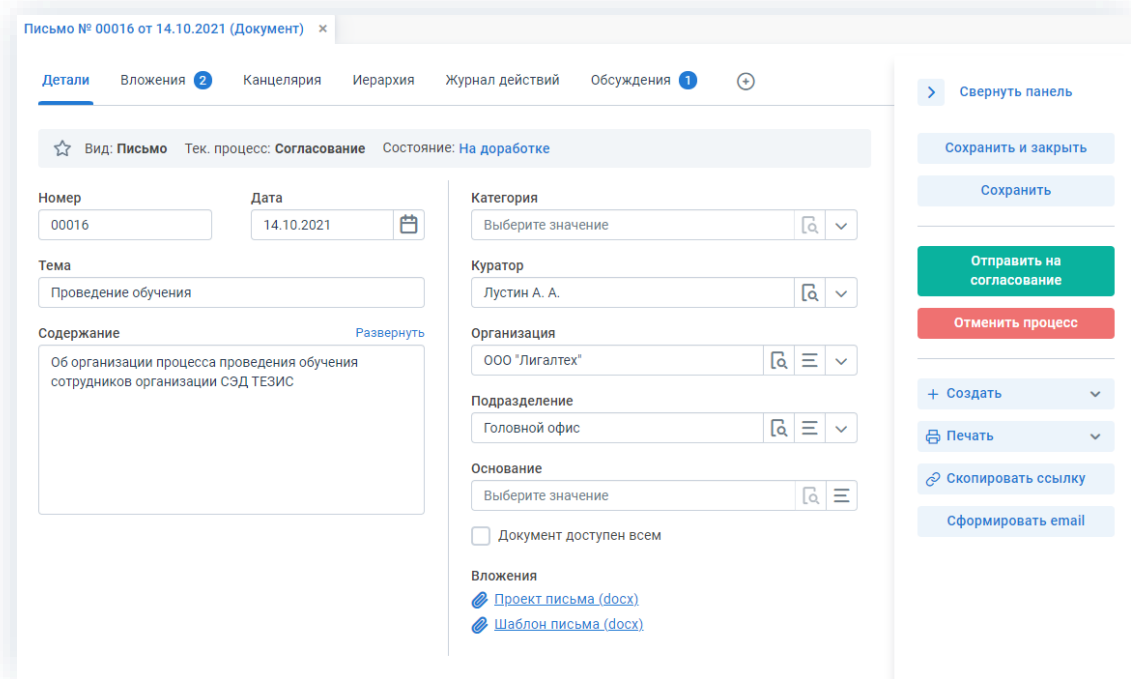 Письмо № 00016 от 14.10.2021 (Документ) ×
Детали Вложения 2 Канцелярия Иерархия Журнал действий Обсуждения 1
Вид: Письмо Тек. процесс: Согласование Состояние: На доработке
Номер Дата
00016 14.10.2021
Тема
Проведение обучения
Содержание Развернуть
Об организации процесса проведения обучения
сотрудников организации СЭД ТЕЗИС
Категория
Выберите значение
Куратор
Лустин А. А.
Организация
ООО "Лигалтех"
Подразделение
Головной офис
Основание
Выберите значение
Документ доступен всем
Вложения
Проект письма (docx)
Шаблон письма (docx)
Свернуть панель
Сохранить и закрыть
Сохранить
Отправить на
согласование
Отменить процесс
Создать
Печать
Скопировать ссылку
Сформировать email